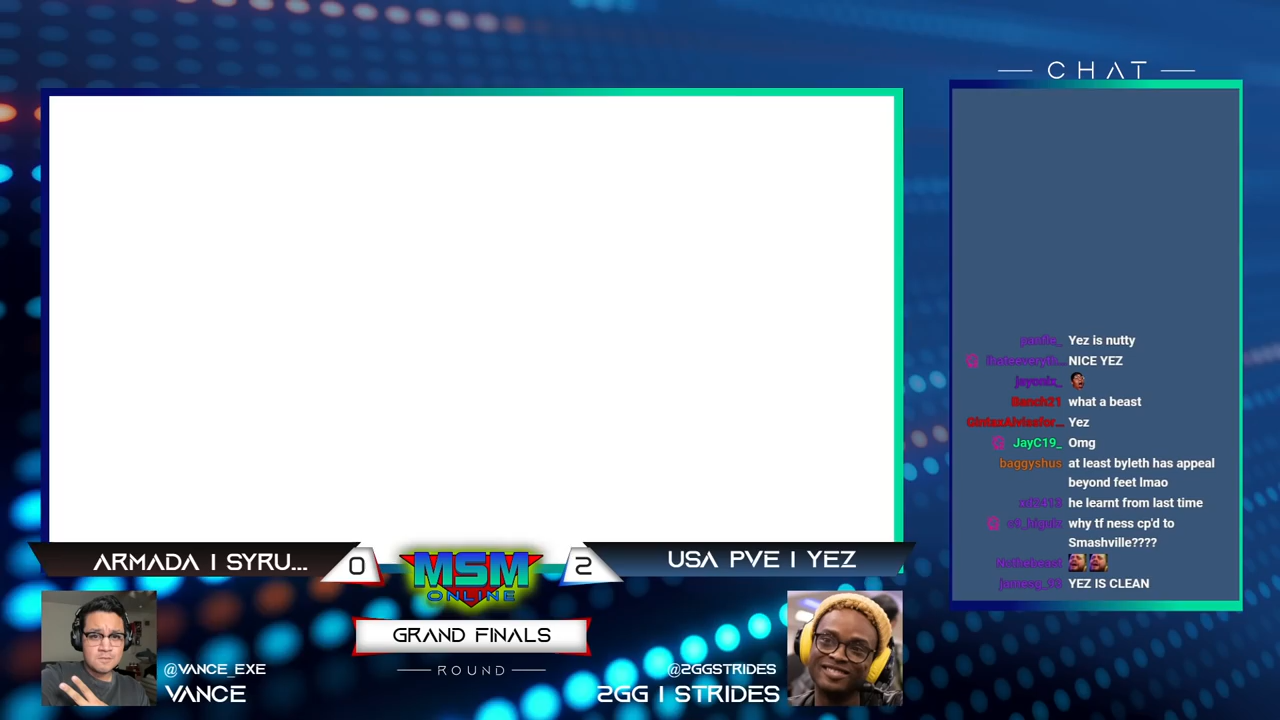 CHAT
Yez is nutty
NICE YEZ
jayonix_
Ranch21 what a beast
Yez
JayC19_ Omg
baggyshus at least byleth has appeal
beyond feet lmao
he learnt from last time
why tf ness cp'd to
Smashville????
Nothebeast
YEZ IS CLEAN
ARMADA | SYRU...
0
MSM
ONLINE
2
USA PVE | YEZ
GRAND FINALS
ROUND
@VANCE_EXE
VANCE
@2GGSTRIDES
2GG | STRIDES